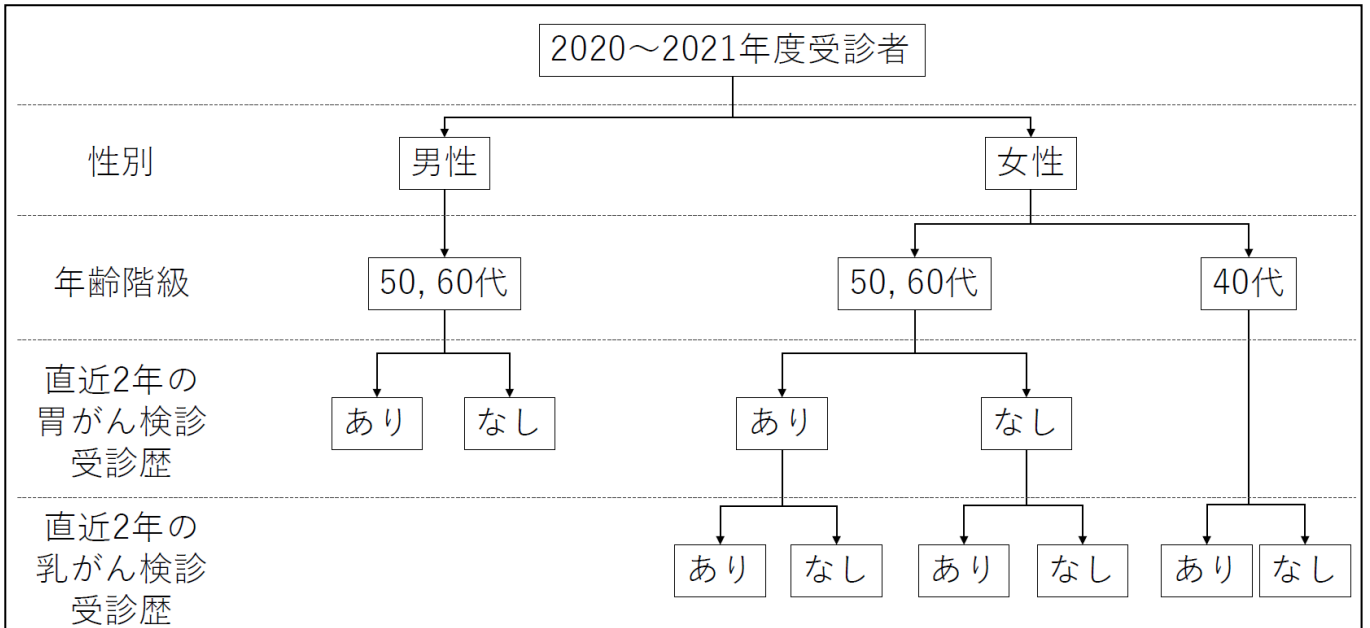 2020～2021年度受診者
性別
男性
女性
年齢階級
50, 60代
50, 60代
40代
直近2年の
胃がん検診
受診歴
あり
なし
あり
なし
直近2年の
乳がん検診
受診歴
あり
なし
あり
なし
あり
なし